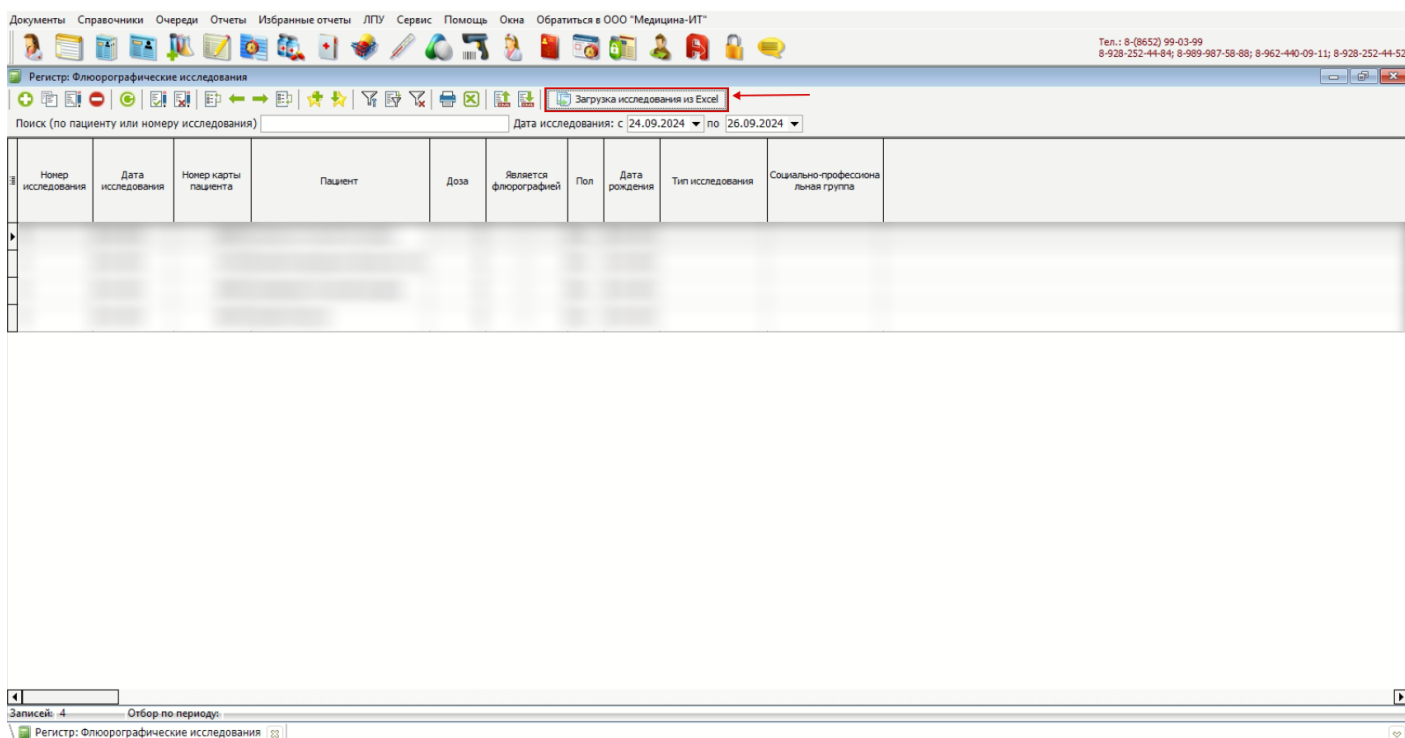 Документы Справочники Очереди Отчеты Избранные отчеты ЛПУ Сервис Помощь Окна Обратиться в ООО "Медицина-ИТ"
Тел.: 8-(8652) 99-03-99
8-928-252-44-84; 8-989-987-58-88; 8-962-440-09-11; 8-928-252-44-52
Регистр: Флюорографические исследования
Загрузка исследования из Excel
Поиск (по пациенту или номеру исследования) Дата исследования: с 24.09.2024 по 26.09.2024
Номер исследования Дата исследования Номер карты пациента Пациент Доза Является флюрографией Пол Дата рождения Тип исследования Социально-профессиона льная группа
Записей: 4 Отбор по периоду:
Регистр: Флюорографические исследования